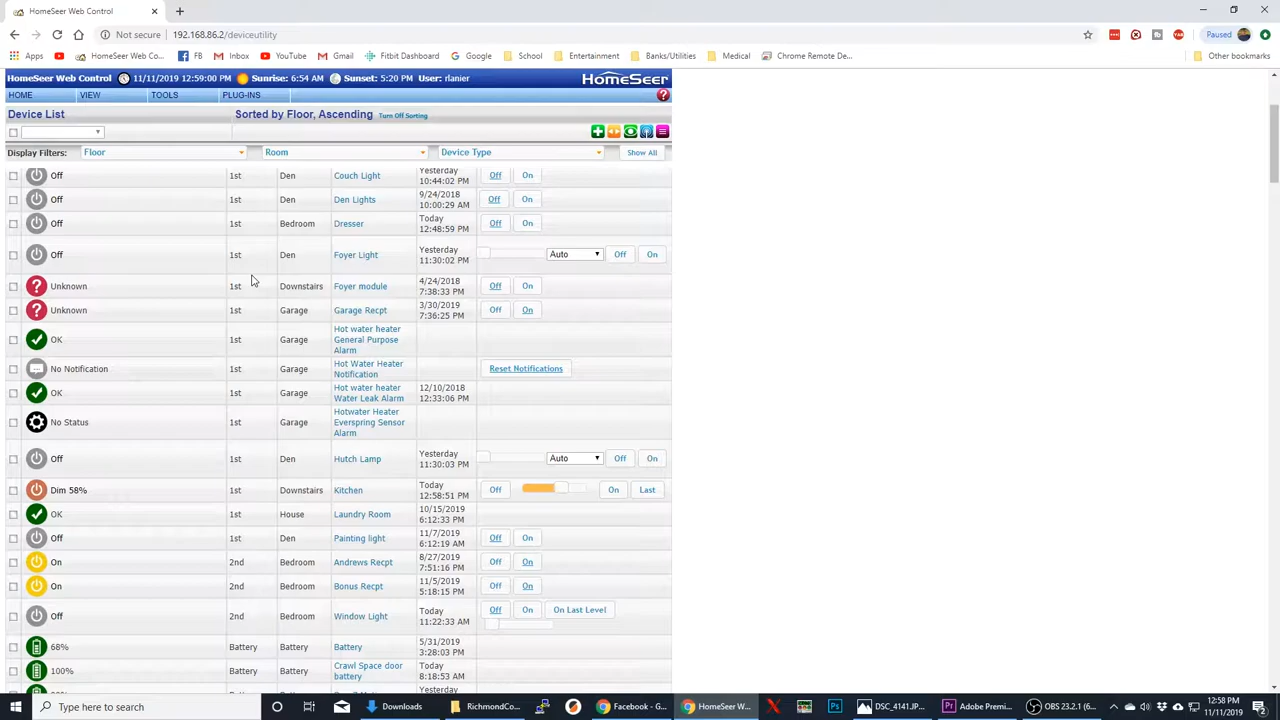 HomeSeer Web Control
Not secure
192.168.86.2/deviceutility
Paused
Apps
HomeSeer Web Co...
FB
Inbox
YouTube
Gmail
Fitbit Dashboard
Google
School
Entertainment
Banks/Utilities
Medical
Chrome Remote De...
Other bookmarks
HomeSeer Web Control 11/11/2019 12:59:00 PM Sunrise: 6:54 AM Sunset: 5:20 PM User: rlanier
HomeSeer
HOME VIEW TOOLS PLUG-INS
Device List Sorted by Floor, Ascending Turn Off Sorting
Display Filters: Floor Room Device Type Show All
Off 1st Den Couch Light Yesterday 10:44:02 PM Off On
Off 1st Den Den Lights 9/24/2018 10:00:29 AM Off On
Off 1st Bedroom Dresser Today 12:48:59 PM Off On
Off 1st Den Foyer Light Yesterday 11:30:02 PM Auto Off On
Unknown 1st Downstairs Foyer module 4/24/2018 7:38:33 PM Off On
Unknown 1st Garage Garage Recpt 3/30/2019 7:36:25 PM Off On
OK 1st Garage Hot water heater General Purpose Alarm
No Notification 1st Garage Hot Water Heater Notification Reset Notifications
OK 1st Garage Hot water heater Water Leak Alarm 12/10/2018 12:33:06 PM
No Status 1st Garage Hotwater Heater Everspring Sensor Alarm
Off 1st Den Hutch Lamp Yesterday 11:30:03 PM Auto Off On
Dim 58% 1st Downstairs Kitchen Today 12:58:51 PM Off On Last
OK 1st House Laundry Room 10/15/2019 6:12:33 PM
Off 1st Den Painting light 11/7/2019 6:12:19 AM Off On
On 2nd Bedroom Andrews Recpt 8/27/2019 7:51:16 PM Off On
On 2nd Bedroom Bonus Recpt 11/5/2019 5:18:15 PM Off On
Off 2nd Bedroom Window Light Today 11:22:33 AM Off On On Last Level
68% Battery Battery Battery 5/31/2019 3:28:03 PM
100% Battery Battery Crawl Space door battery Today 8:18:53 AM
Yesterday
Type here to search
Downloads
RichmondCo...
Facebook - G...
HomeSeer W...
DSC_4141.JP...
Adobe Premi...
OBS 23.2.1 (6...
12:58 PM
11/11/2019